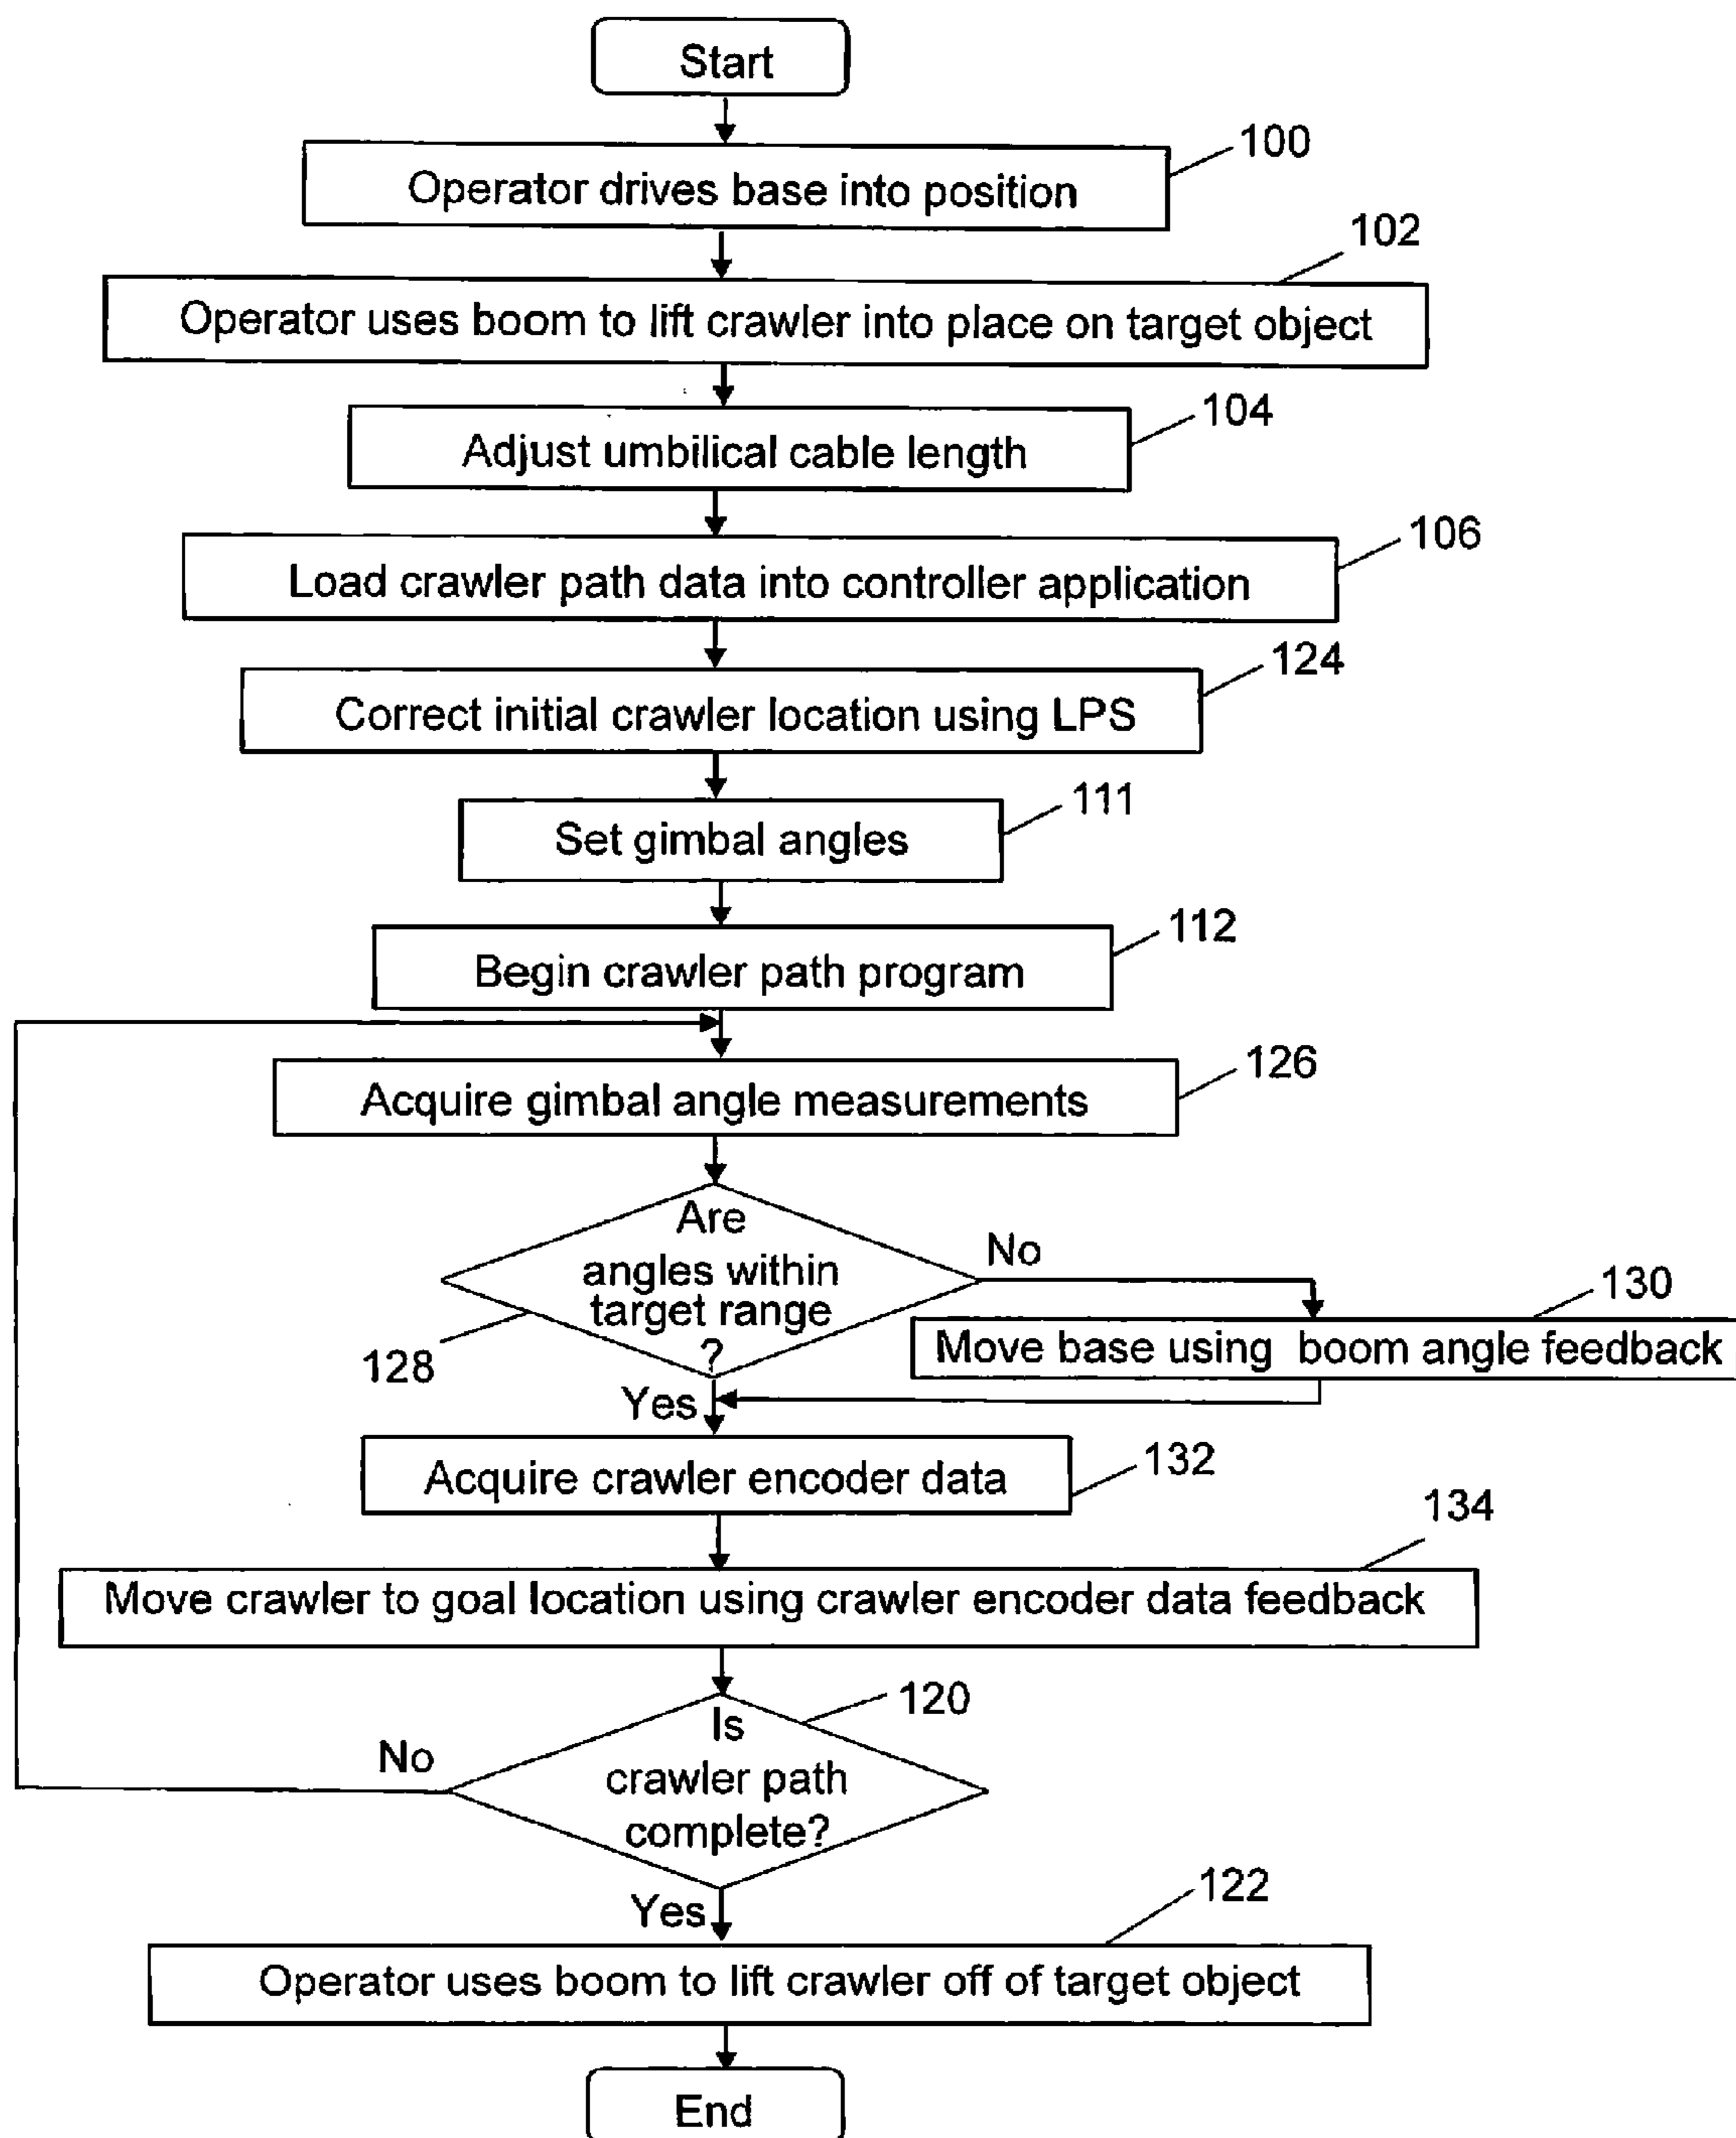 Start
100
Operator drives base into position
102
Operator uses boom to lift crawler into place on target object
104
Adjust umbilical cable length
106
Load crawler path data into controller application
124
Correct initial crawler location using LPS
111
Set gimbal angles
112
Begin crawler path program
126
Acquire gimbal angle measurements
Are
angles within
target range
?
No
128
130
Move base using boom angle feedback
Yes
132
Acquire crawler encoder data
134
Move crawler to goal location using crawler encoder data feedback
120
Is
crawler path
complete?
No
Yes
122
Operator uses boom to lift crawler off of target object
End